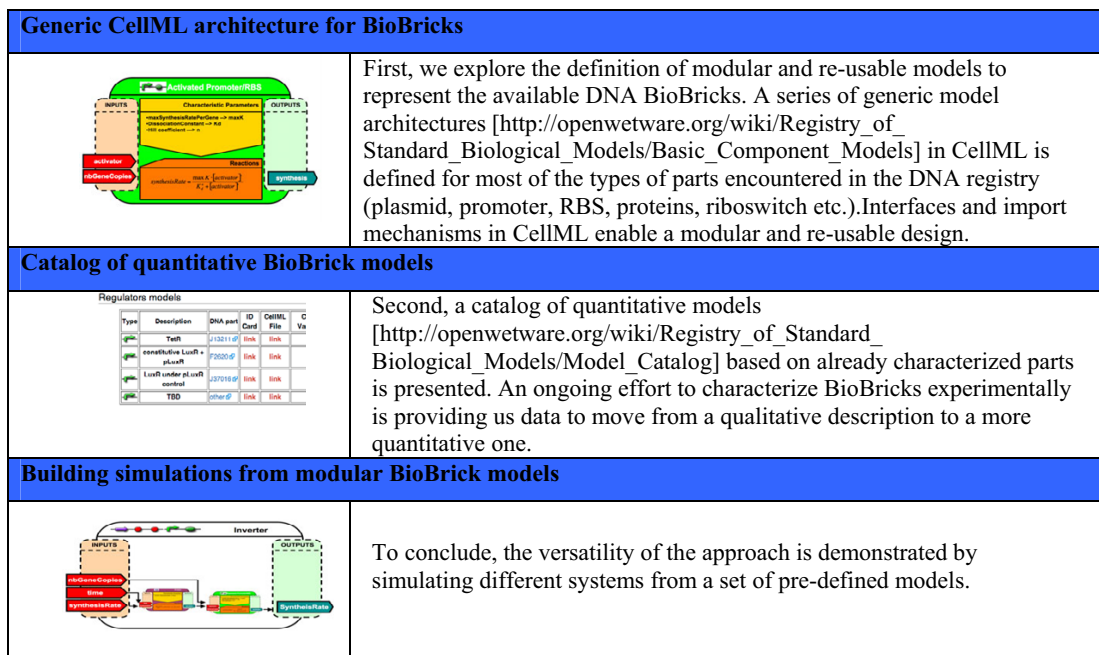 Generic CellML architecture for BioBricks
Activated Promoter/RBS
INPUTS
Characteristic Parameters
OUTPUTS
•maxSynthesisRatePerGene --> maxK
•DissociationConstant --> Kd
•Hill coefficient --> n
Reactions
activator
nbGeneCopies
synthesis
First, we explore the definition of modular and re-usable models to
represent the available DNA BioBricks. A series of generic model
architectures [http://openwetware.org/wiki/Registry_of_
Standard_Biological_Models/Basic_Component_Models] in CellML is
defined for most of the types of parts encountered in the DNA registry
(plasmid, promoter, RBS, proteins, riboswitch etc.).Interfaces and import
mechanisms in CellML enable a modular and re-usable design.
Catalog of quantitative BioBrick models
Regulators models
Type Description DNA part ID Card CellML File C Va
TetR J13211 link link
constitutive LuxR + pLuxR F2620 link link
LuxR under pLuxR control J37016 link link
TBD other link link
Second, a catalog of quantitative models
[http://openwetware.org/wiki/Registry_of_Standard_
Biological_Models/Model_Catalog] based on already characterized parts
is presented. An ongoing effort to characterize BioBricks experimentally
is providing us data to move from a qualitative description to a more
quantitative one.
Building simulations from modular BioBrick models
Inverter
INPUTS
OUTPUTS
nbGeneCopies
time
synthesisRate
SyntheisRate
To conclude, the versatility of the approach is demonstrated by
simulating different systems from a set of pre-defined models.